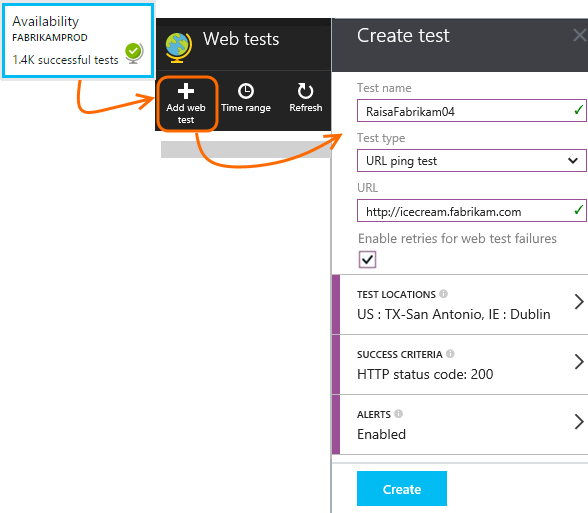 Availability
FABRIKAMPROD
1.4K successful tests
Web tests
Add web
test
Time range
Refresh
Create test
Test name
RaisaFabrikam04
Test type
URL ping test
URL
http://icecream.fabrikam.com
Enable retries for web test failures
TEST LOCATIONS
US : TX-San Antonio, IE : Dublin
SUCCESS CRITERIA
HTTP status code: 200
ALERTS
Enabled
Create